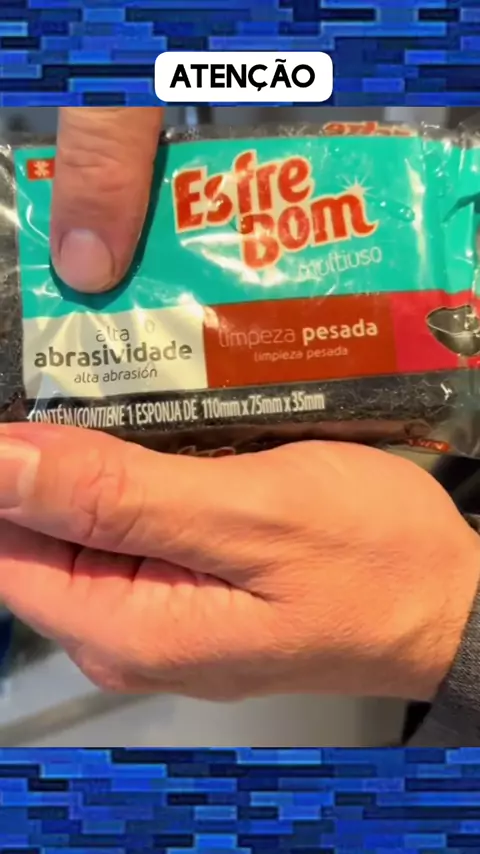 ATENÇÃO
Esfre
Bom
multiuso
alta
abrasividade
alta abrasión
limpeza pesada
limpieza pesada
CONTÉM/CONTIENE 1 ESPONJA DE 110mm x 75mm x 35mm